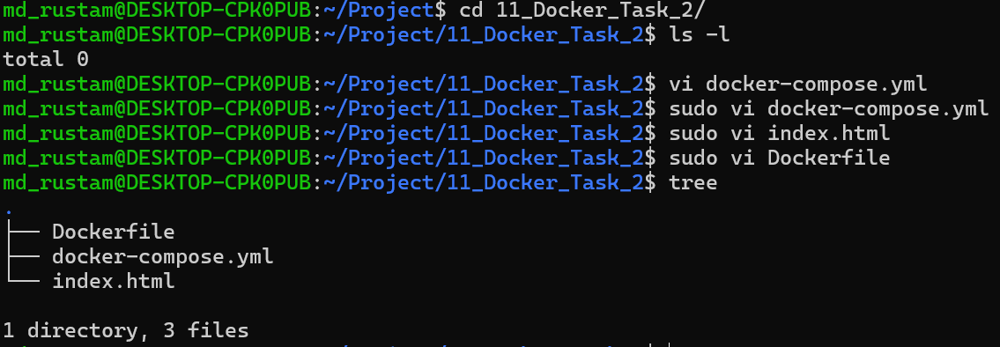 md_rustam@DESKTOP-CPK0PUB:~/Project$ cd 11_Docker_Task_2/
md_rustam@DESKTOP-CPK0PUB:~/Project/11_Docker_Task_2$ ls -l
total 0
md_rustam@DESKTOP-CPK0PUB:~/Project/11_Docker_Task_2$ vi docker-compose.yml
md_rustam@DESKTOP-CPK0PUB:~/Project/11_Docker_Task_2$ sudo vi docker-compose.yml
md_rustam@DESKTOP-CPK0PUB:~/Project/11_Docker_Task_2$ sudo vi index.html
md_rustam@DESKTOP-CPK0PUB:~/Project/11_Docker_Task_2$ sudo vi Dockerfile
md_rustam@DESKTOP-CPK0PUB:~/Project/11_Docker_Task_2$ tree
.
├── Dockerfile
├── docker-compose.yml
└── index.html
1 directory, 3 files